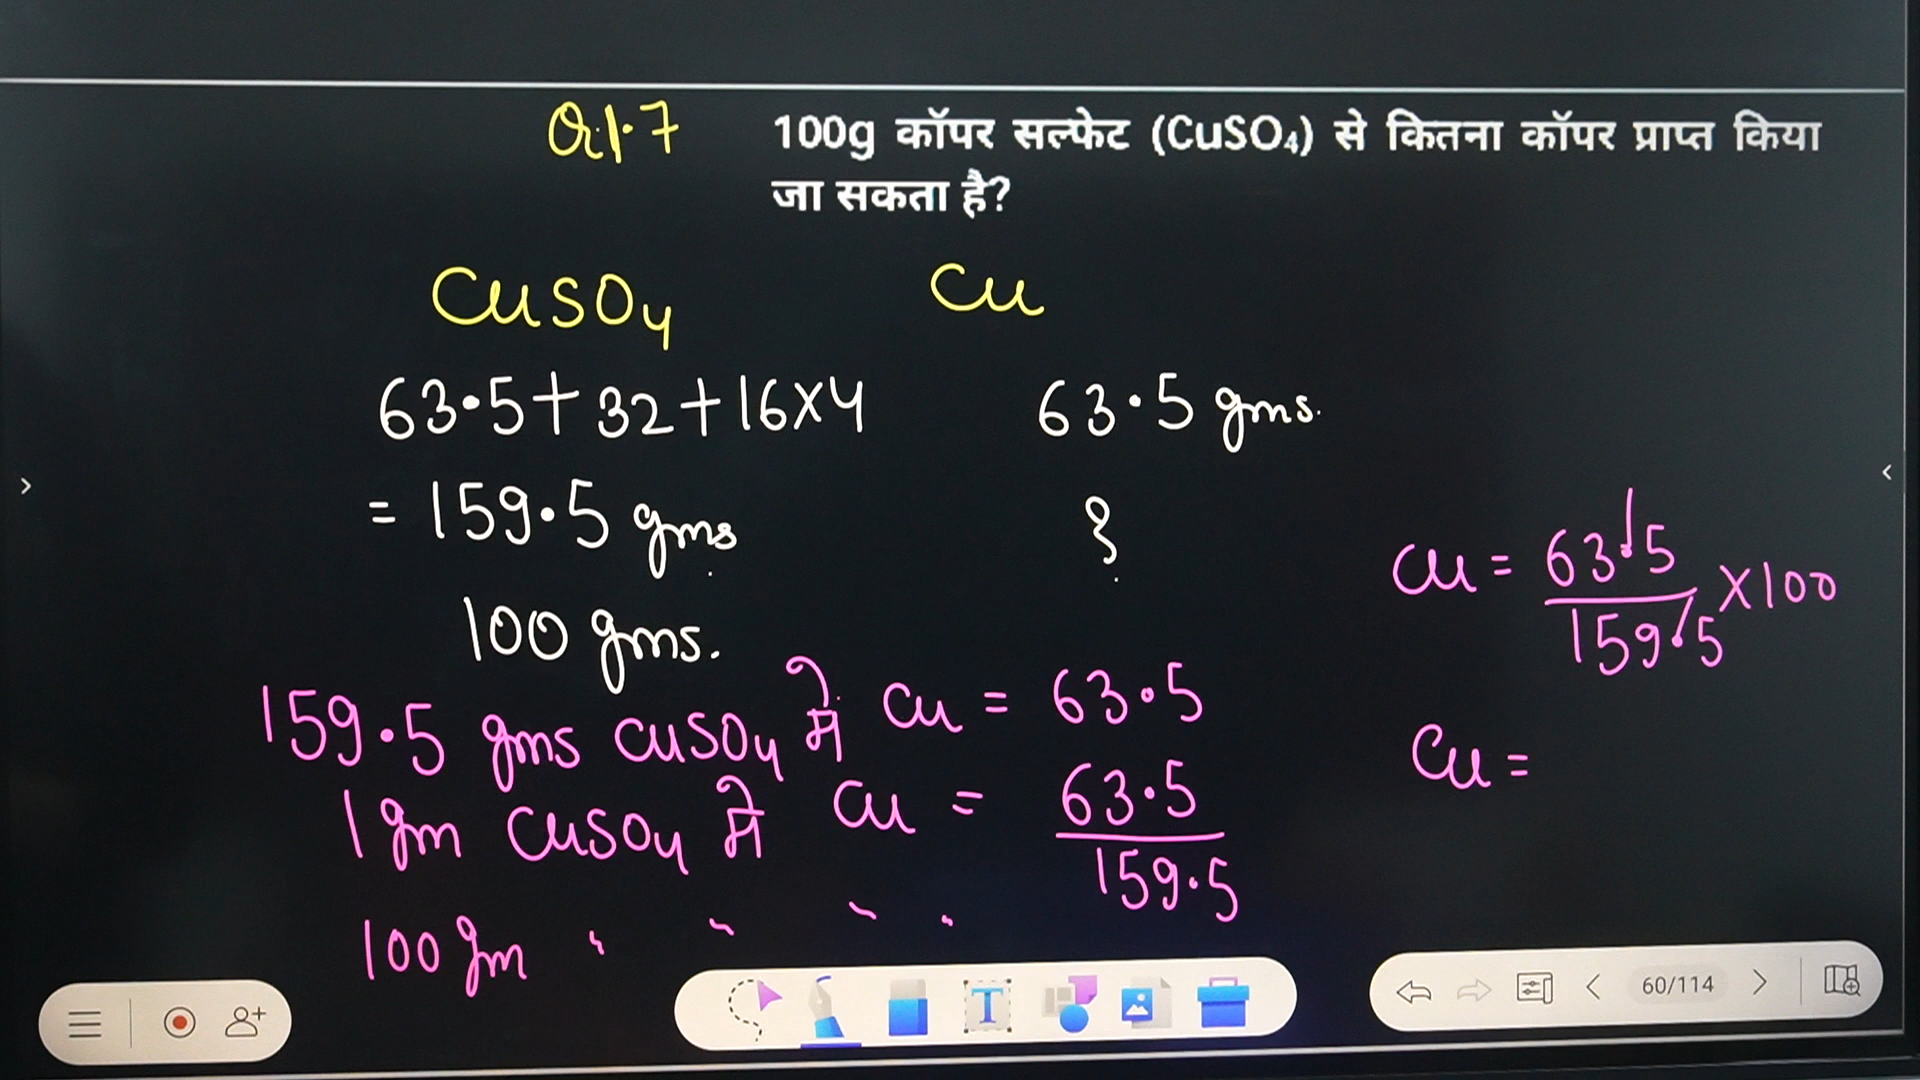 Q.1.7
100g कॉपर सल्फेट (CuSO₄) से कितना कॉपर प्राप्त किया
जा सकता है?
CuSO₄ Cu
63.5+32+16×4 63.5 gms.
= 159.5 gms ?
100 gms.
159.5 gms CuSO₄ में Cu = 63.5
1 gm CuSO₄ में Cu = 63.5/159.5
100 gm " " " "
Cu = 63.5/159.5 ×100
Cu =
T
60/114